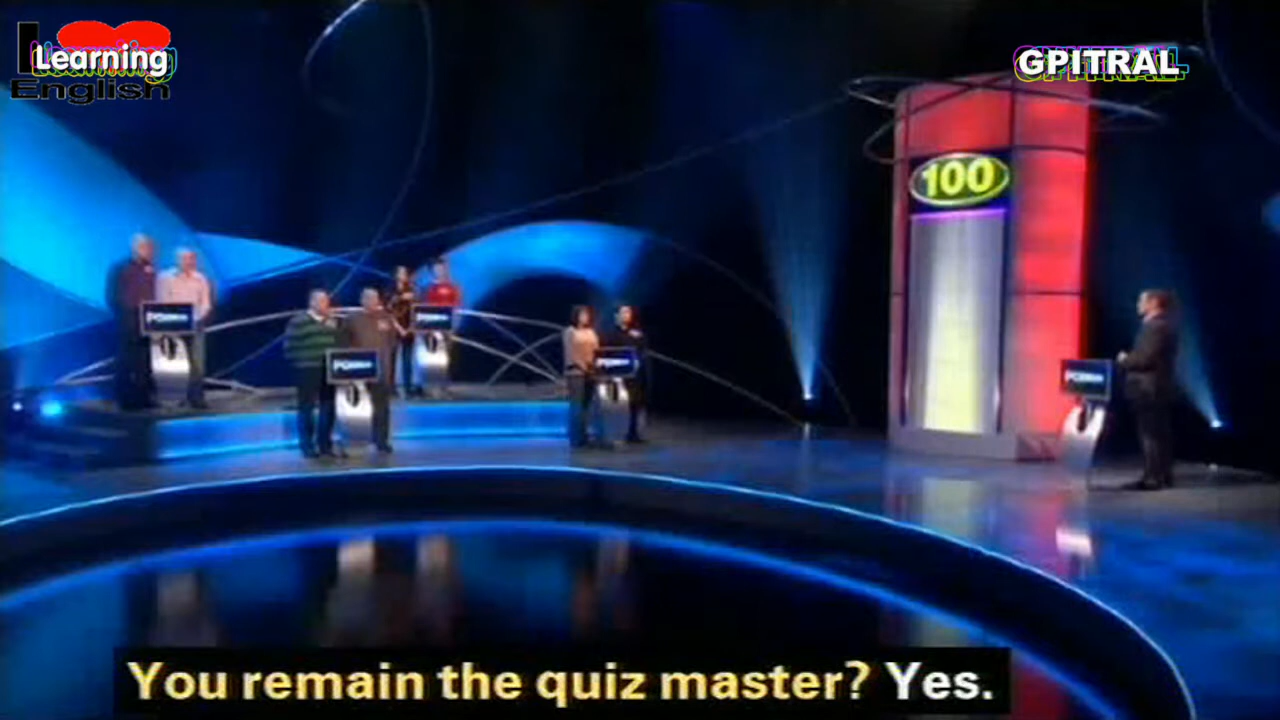 I
Learning
English
GPITRAL
100
You remain the quiz master? Yes.